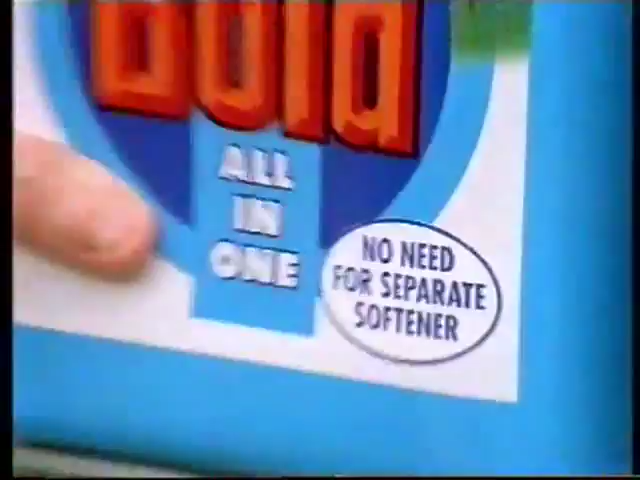 Bold
ALL
IN
ONE
NO NEED
FOR SEPARATE
SOFTENER